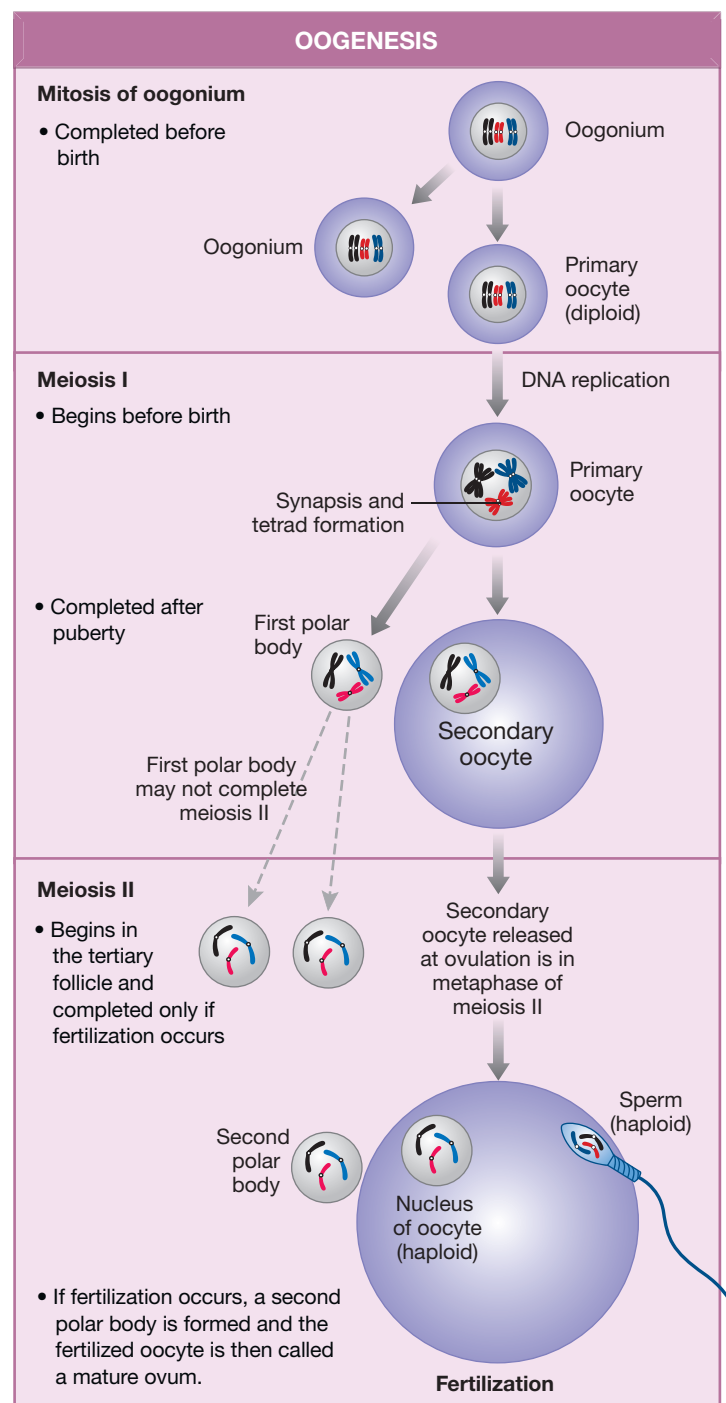 OOGENESIS
Mitosis of oogonium
• Completed before
birth
Oogonium
Oogonium
Primary
oocyte
(diploid)
Meiosis I
DNA replication
• Begins before birth
Primary
oocyte
Synapsis and
tetrad formation
• Completed after
puberty
First polar
body
Secondary
oocyte
First polar body
may not complete
meiosis II
Meiosis II
• Begins in
the tertiary
follicle and
completed only if
fertilization occurs
Secondary
oocyte released
at ovulation is in
metaphase of
meiosis II
Sperm
(haploid)
Second
polar
body
Nucleus
of oocyte
(haploid)
• If fertilization occurs, a second
polar body is formed and the
fertilized oocyte is then called
a mature ovum.
Fertilization